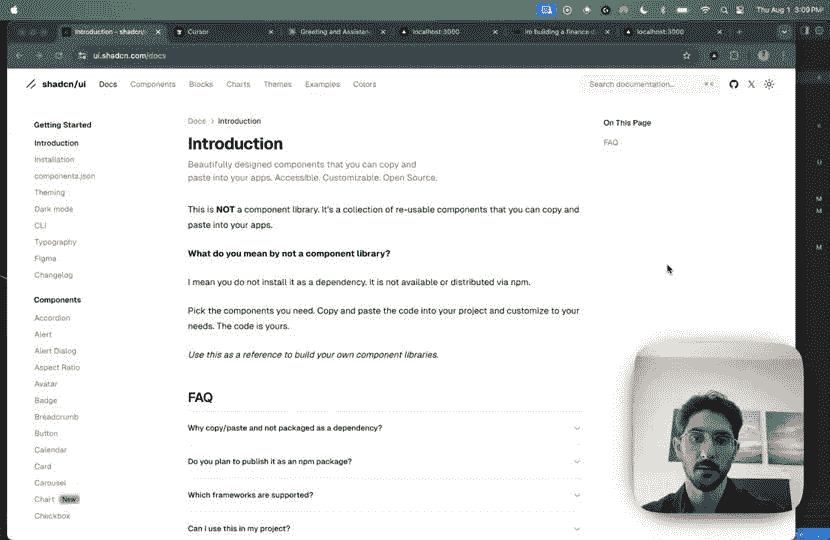 Thu Aug 1 3:09 PM
Introduction – shadcn/ui
Cursor
Greeting and Assistan
localhost:3000
im building a finance d
localhost:3000
ui.shadcn.com/docs
shadcn/ui
Docs
Components
Blocks
Charts
Themes
Examples
Colors
Search documentation...
⌘ K
Getting Started
Introduction
Installation
components.json
Theming
Dark mode
CLI
Typography
Figma
Changelog
Components
Accordion
Alert
Alert Dialog
Aspect Ratio
Avatar
Badge
Breadcrumb
Button
Calendar
Card
Carousel
Chart New
Checkbox
Docs > Introduction
Introduction
Beautifully designed components that you can copy and
paste into your apps. Accessible. Customizable. Open Source.
This is NOT a component library. It's a collection of re-usable components that you can copy and
paste into your apps.
What do you mean by not a component library?
I mean you do not install it as a dependency. It is not available or distributed via npm.
Pick the components you need. Copy and paste the code into your project and customize to your
needs. The code is yours.
Use this as a reference to build your own component libraries.
FAQ
Why copy/paste and not packaged as a dependency?
Do you plan to publish it as an npm package?
Which frameworks are supported?
Can I use this in my project?
On This Page
FAQ
U
M
M
M